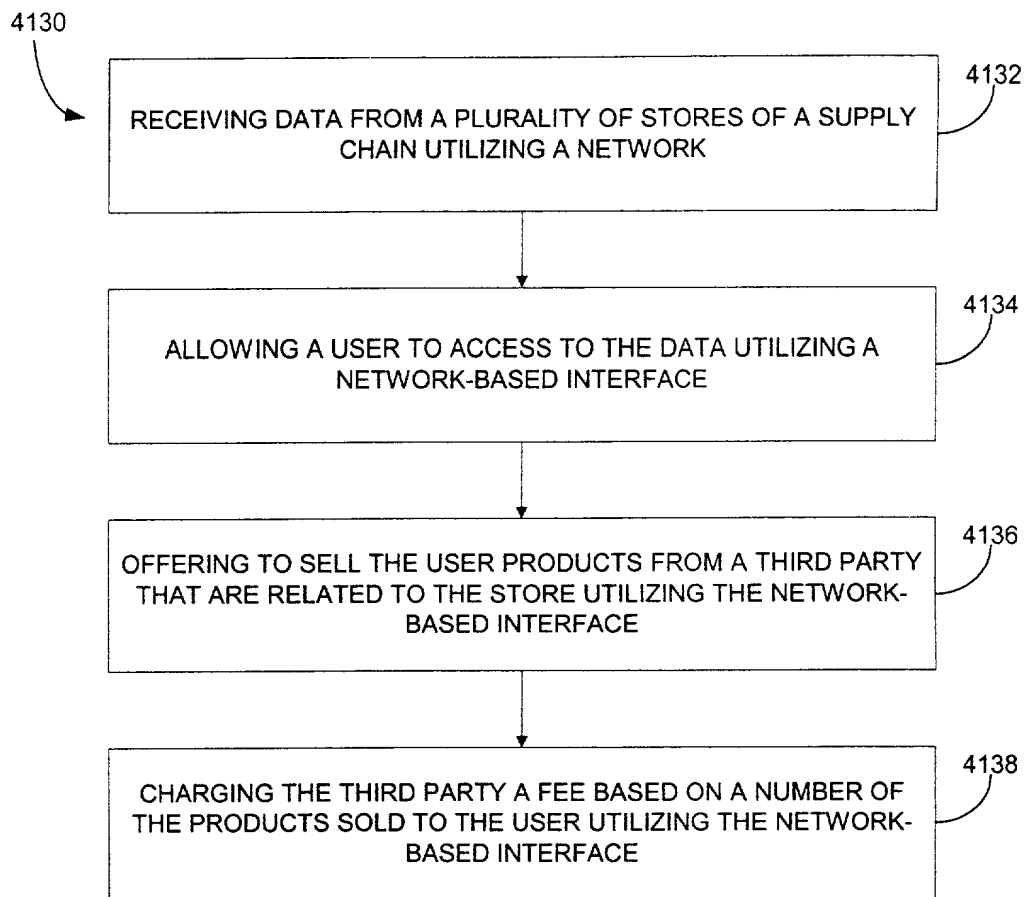 4130
4132
RECEIVING DATA FROM A PLURALITY OF STORES OF A SUPPLY
CHAIN UTILIZING A NETWORK
4134
ALLOWING A USER TO ACCESS TO THE DATA UTILIZING A
NETWORK-BASED INTERFACE
4136
OFFERING TO SELL THE USER PRODUCTS FROM A THIRD PARTY
THAT ARE RELATED TO THE STORE UTILIZING THE NETWORK-
BASED INTERFACE
4138
CHARGING THE THIRD PARTY A FEE BASED ON A NUMBER OF
THE PRODUCTS SOLD TO THE USER UTILIZING THE NETWORK-
BASED INTERFACE